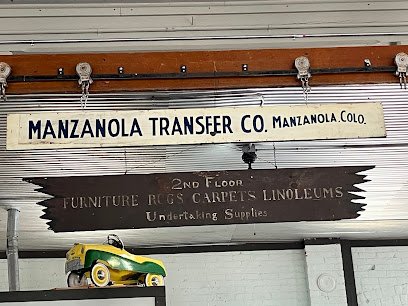 MANZANOLA TRANSFER CO. MANZANOLA. COLO.
2ND FLOOR
FURNITURE RUGS CARPETS LINOLEUMS
Undertaking Supplies